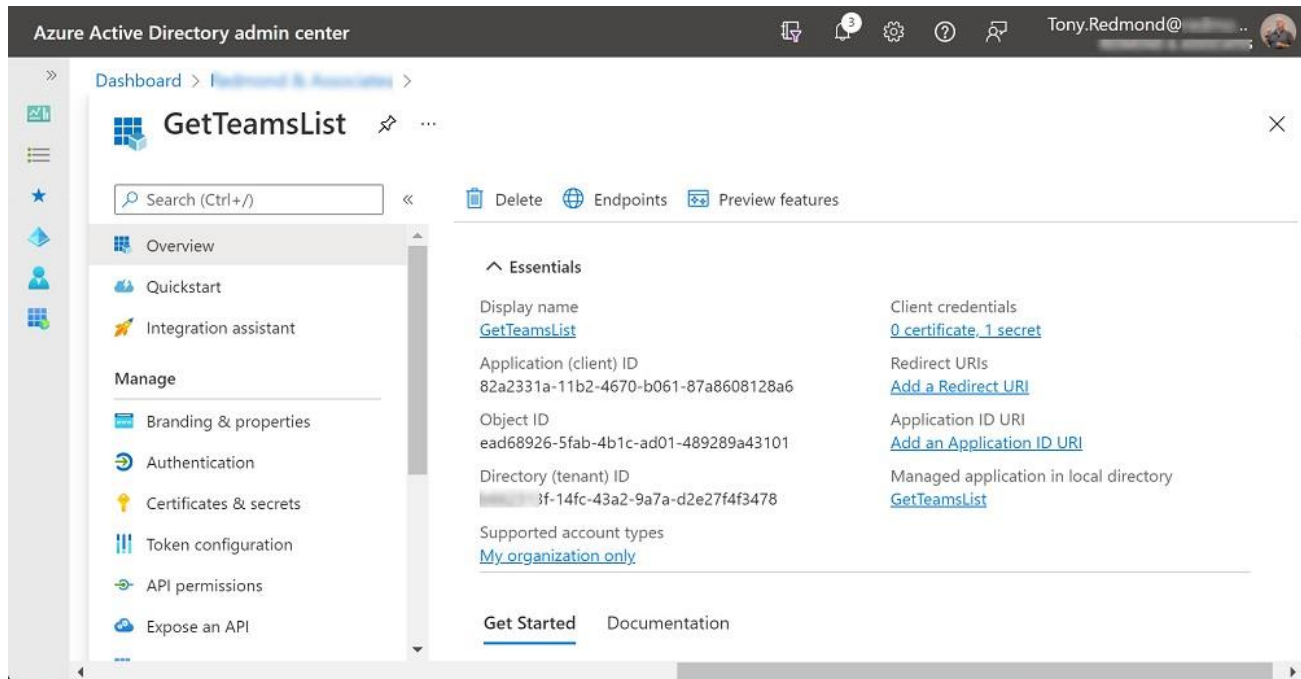 Azure Active Directory admin center
3
Tony.Redmond@
Dashboard > >
GetTeamsList
Search (Ctrl+/)
Delete Endpoints Preview features
Overview
Quickstart
Integration assistant
Manage
Branding & properties
Authentication
Certificates & secrets
Token configuration
API permissions
Expose an API
Essentials
Display name
GetTeamsList
Application (client) ID
82a2331a-11b2-4670-b061-87a8608128a6
Object ID
ead68926-5fab-4b1c-ad01-489289a43101
Directory (tenant) ID
f-14fc-43a2-9a7a-d2e27f4f3478
Supported account types
My organization only
Client credentials
0 certificate, 1 secret
Redirect URIs
Add a Redirect URI
Application ID URI
Add an Application ID URI
Managed application in local directory
GetTeamsList
Get Started Documentation